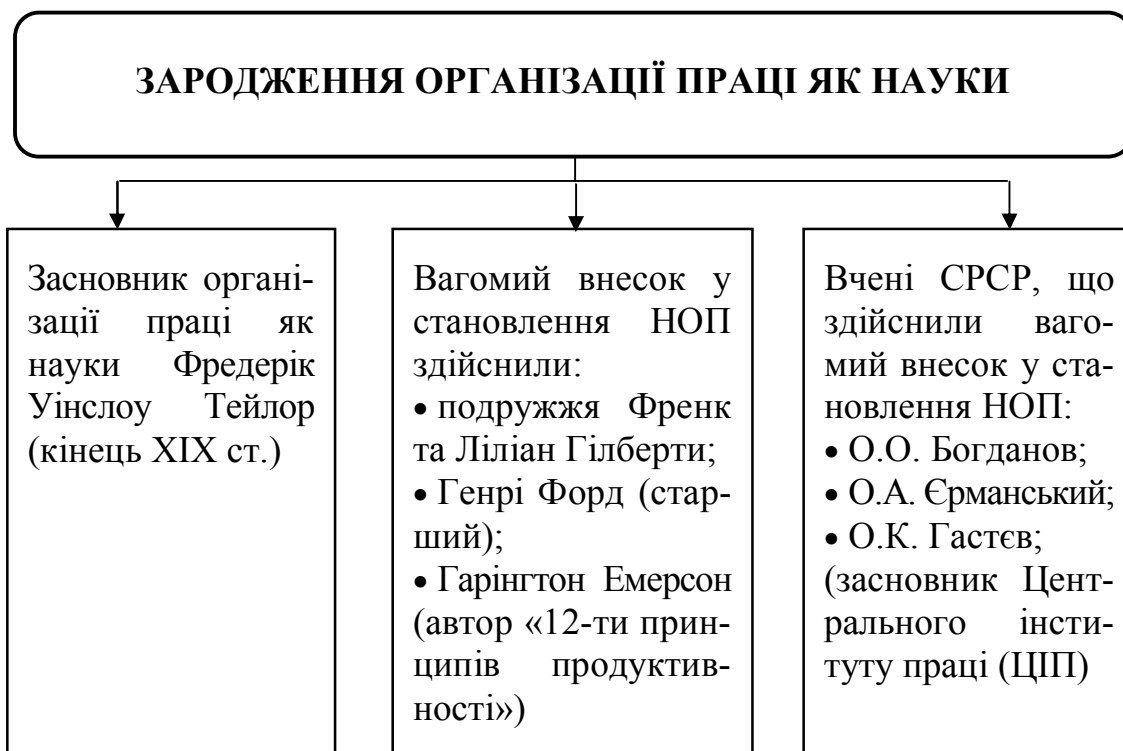 ЗАРОДЖЕННЯ ОРГАНІЗАЦІЇ ПРАЦІ ЯК НАУКИ
Засновник органі-
зації праці як
науки Фредерік
Уінслоу Тейлор
(кінець XIX ст.)
Вагомий внесок у
становлення НОП
здійснили:
• подружжя Френк
та Ліліан Гілберти;
• Генрі Форд (стар-
ший);
• Гарінгтон Емерсон
(автор «12-ти прин-
ципів продуктив-
ності»)
Вчені СРСР, що
здійснили ваго-
мий внесок у ста-
новлення НОП:
• О.О. Богданов;
• О.А. Єрманський;
• О.К. Гастєв;
(засновник Цент-
рального інсти-
туту праці (ЦІП)